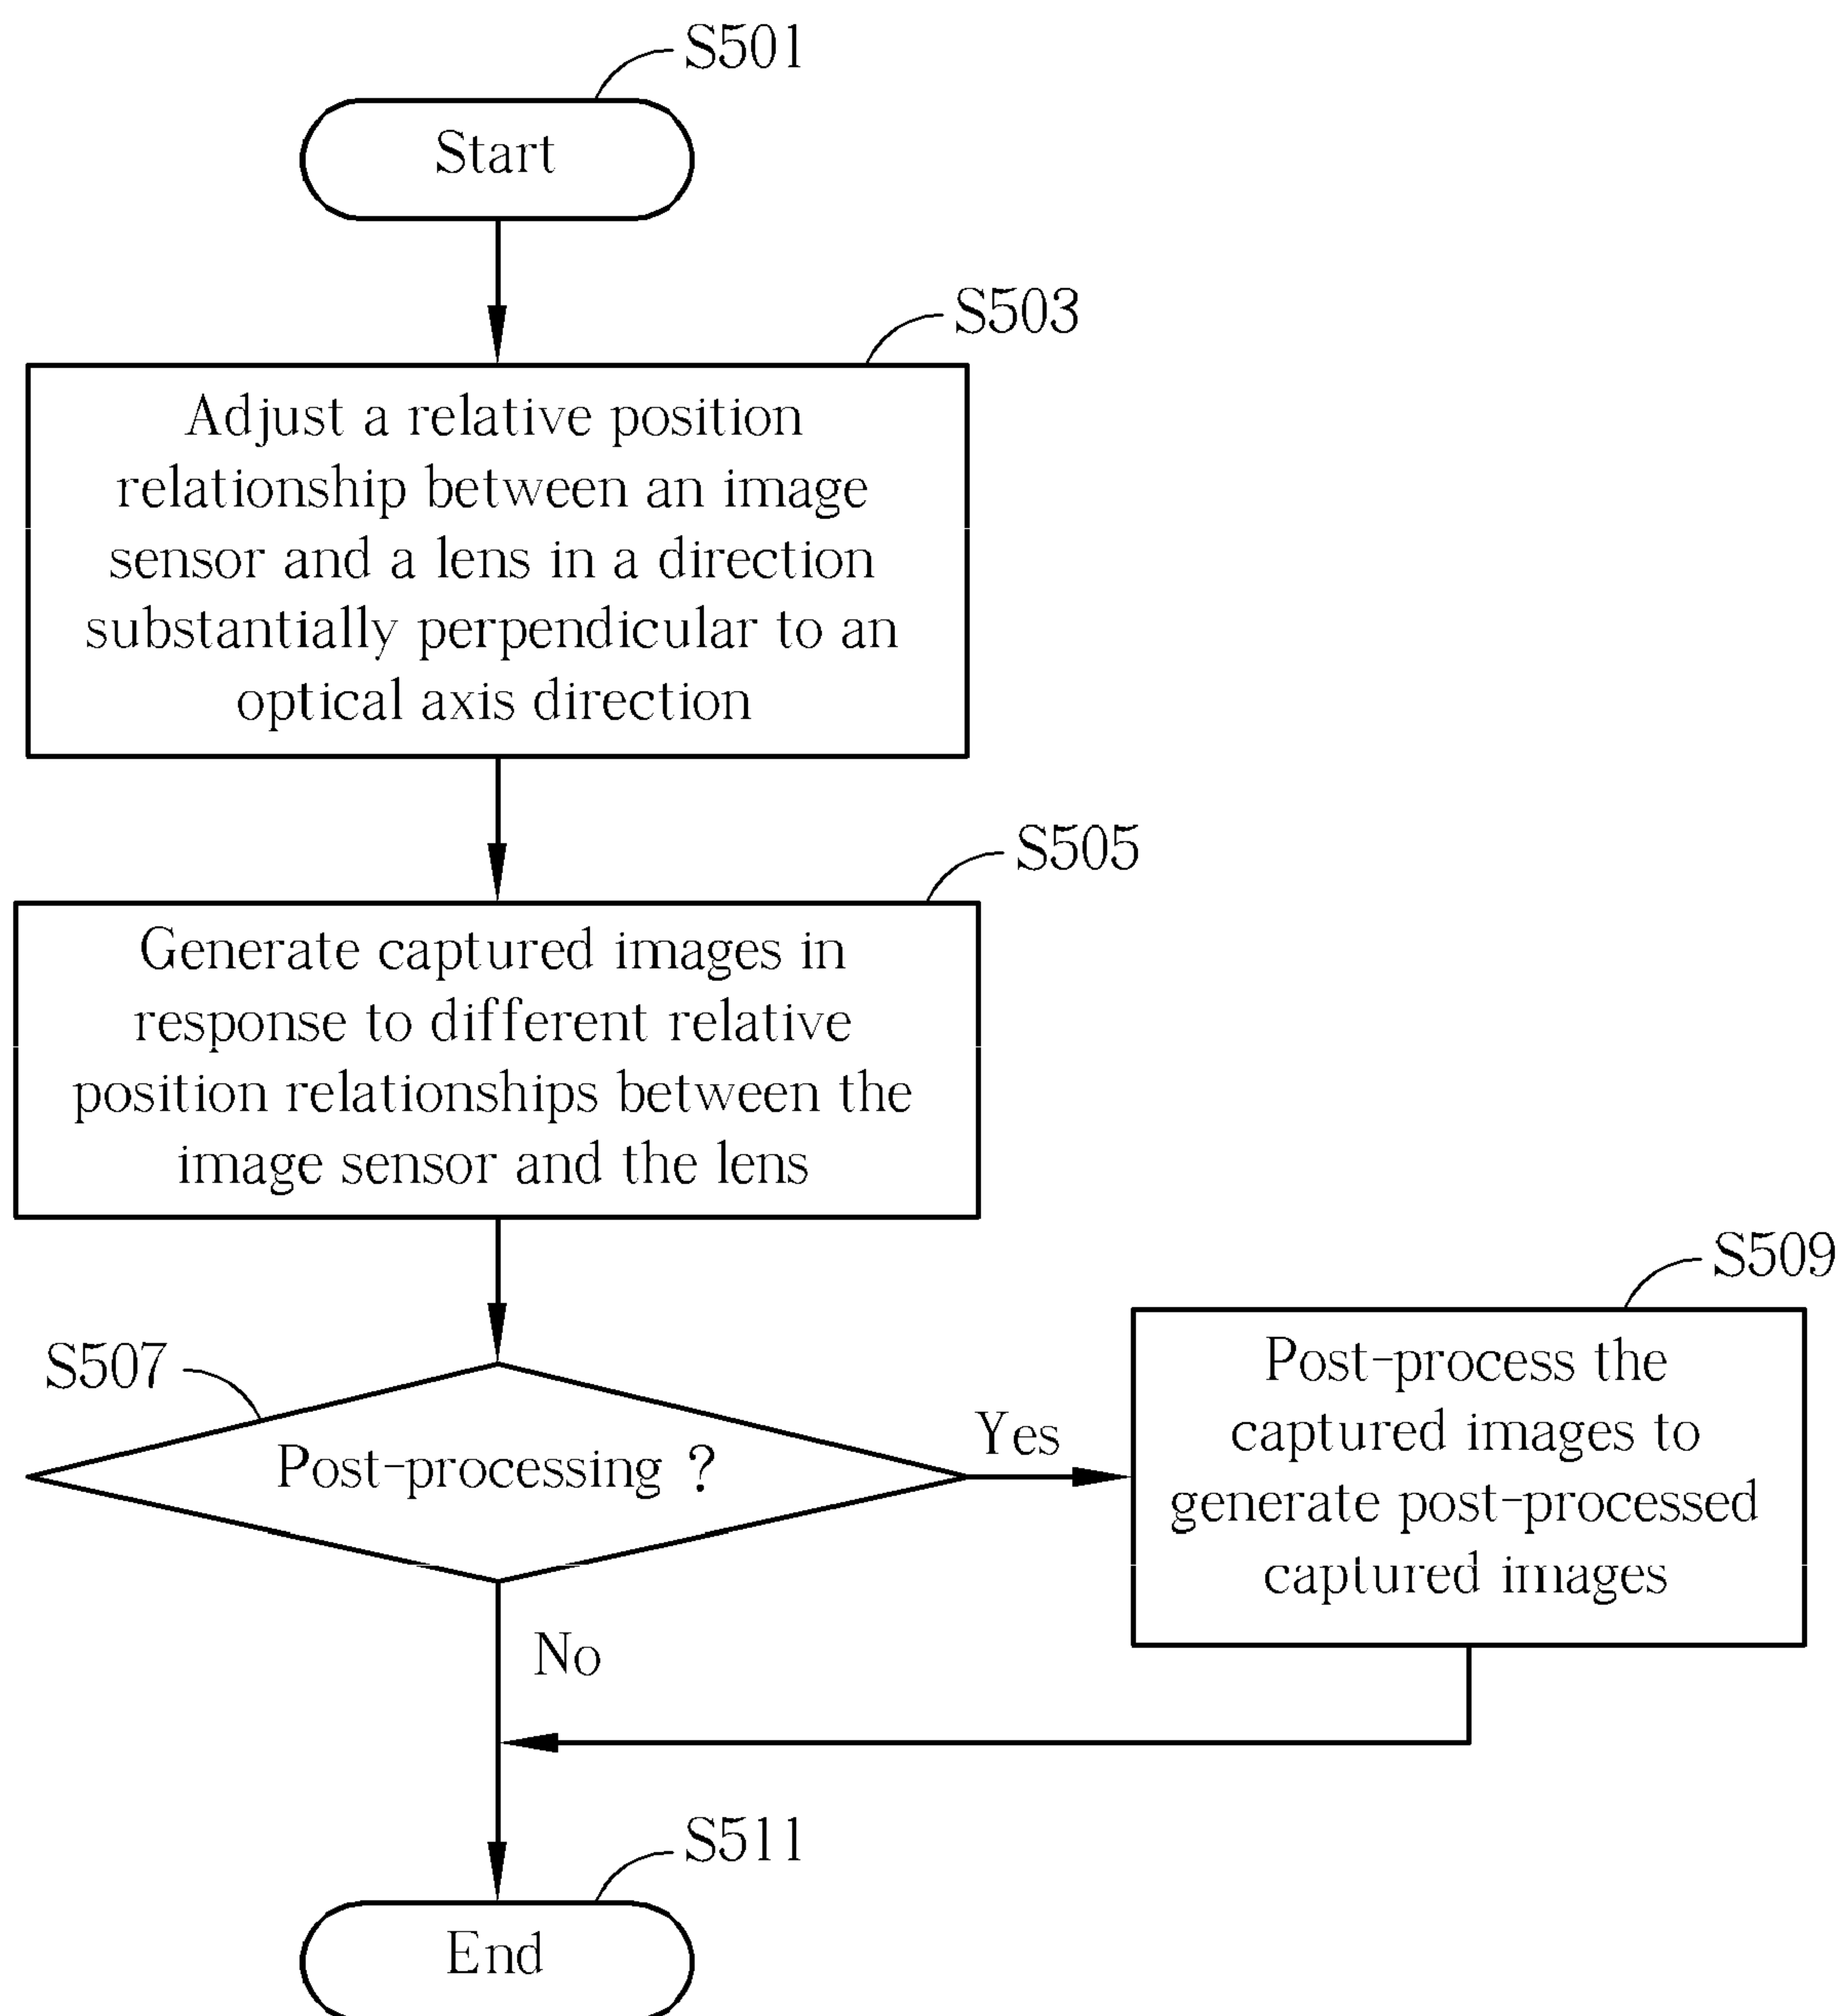 S501
Start
S503
Adjust a relative position
relationship between an image
sensor and a lens in a direction
substantially perpendicular to an
optical axis direction
S505
Generate captured images in
response to different relative
position relationships between the
image sensor and the lens
S507
Post-processing ?
Yes
S509
Post-process the
captured images to
generate post-processed
captured images
No
S511
End